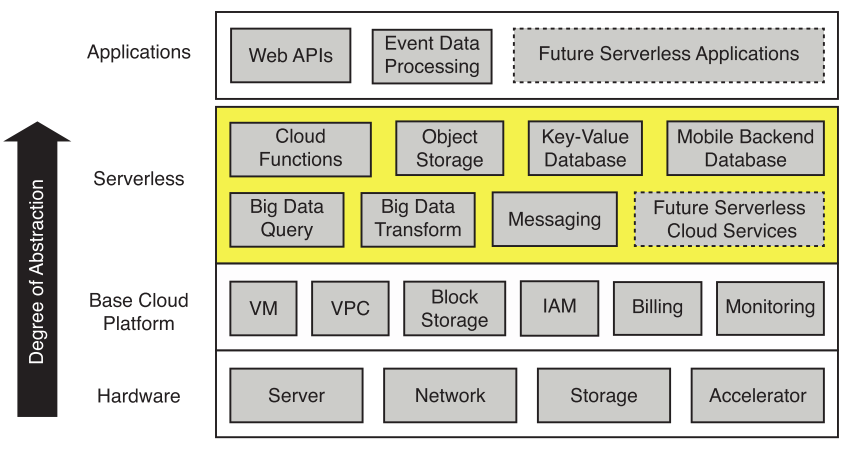 Applications
Web APIs
Event Data
Processing
Future Serverless Applications
Degree of Abstraction
Serverless
Cloud
Functions
Object
Storage
Key-Value
Database
Mobile Backend
Database
Big Data
Query
Big Data
Transform
Messaging
Future Serverless
Cloud Services
Base Cloud
Platform
VM
VPC
Block
Storage
IAM
Billing
Monitoring
Hardware
Server
Network
Storage
Accelerator